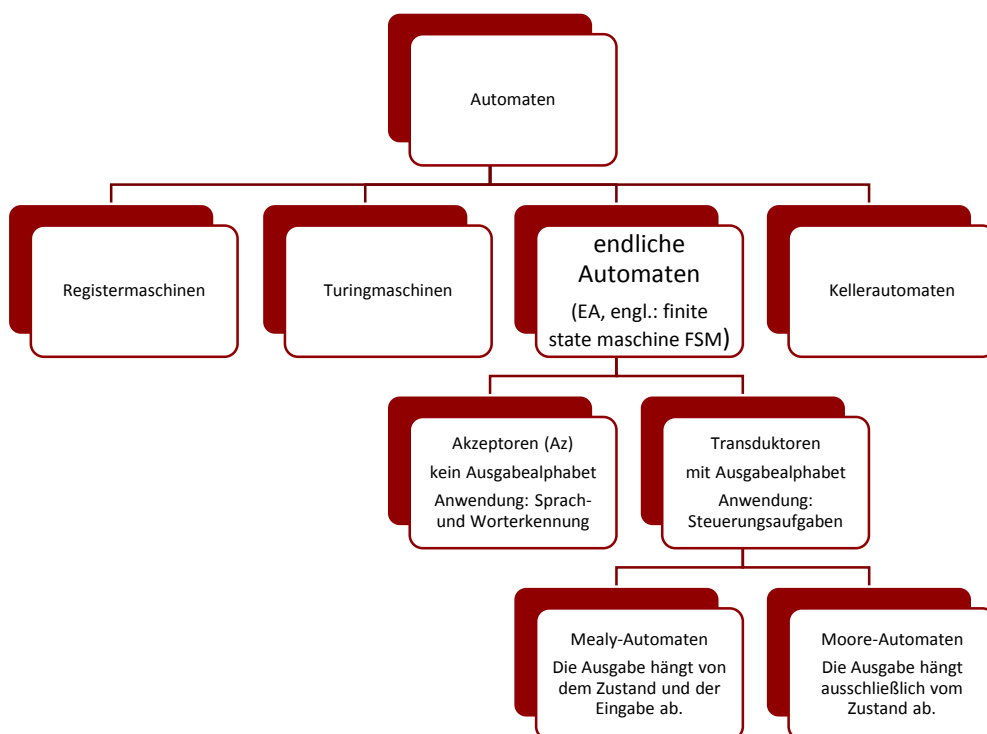 Automaten
Registermaschinen
Turingmaschinen
endliche
Automaten
(EA, engl.: finite
state maschine FSM)
Kellerautomaten
Akzeptoren (Az)
kein Ausgabealphabet
Anwendung: Sprach-
und Worterkennung
Transduktoren
mit Ausgabealphabet
Anwendung:
Steuerungsaufgaben
Mealy-Automaten
Die Ausgabe hängt von
dem Zustand und der
Eingabe ab.
Moore-Automaten
Die Ausgabe hängt
ausschließlich vom
Zustand ab.